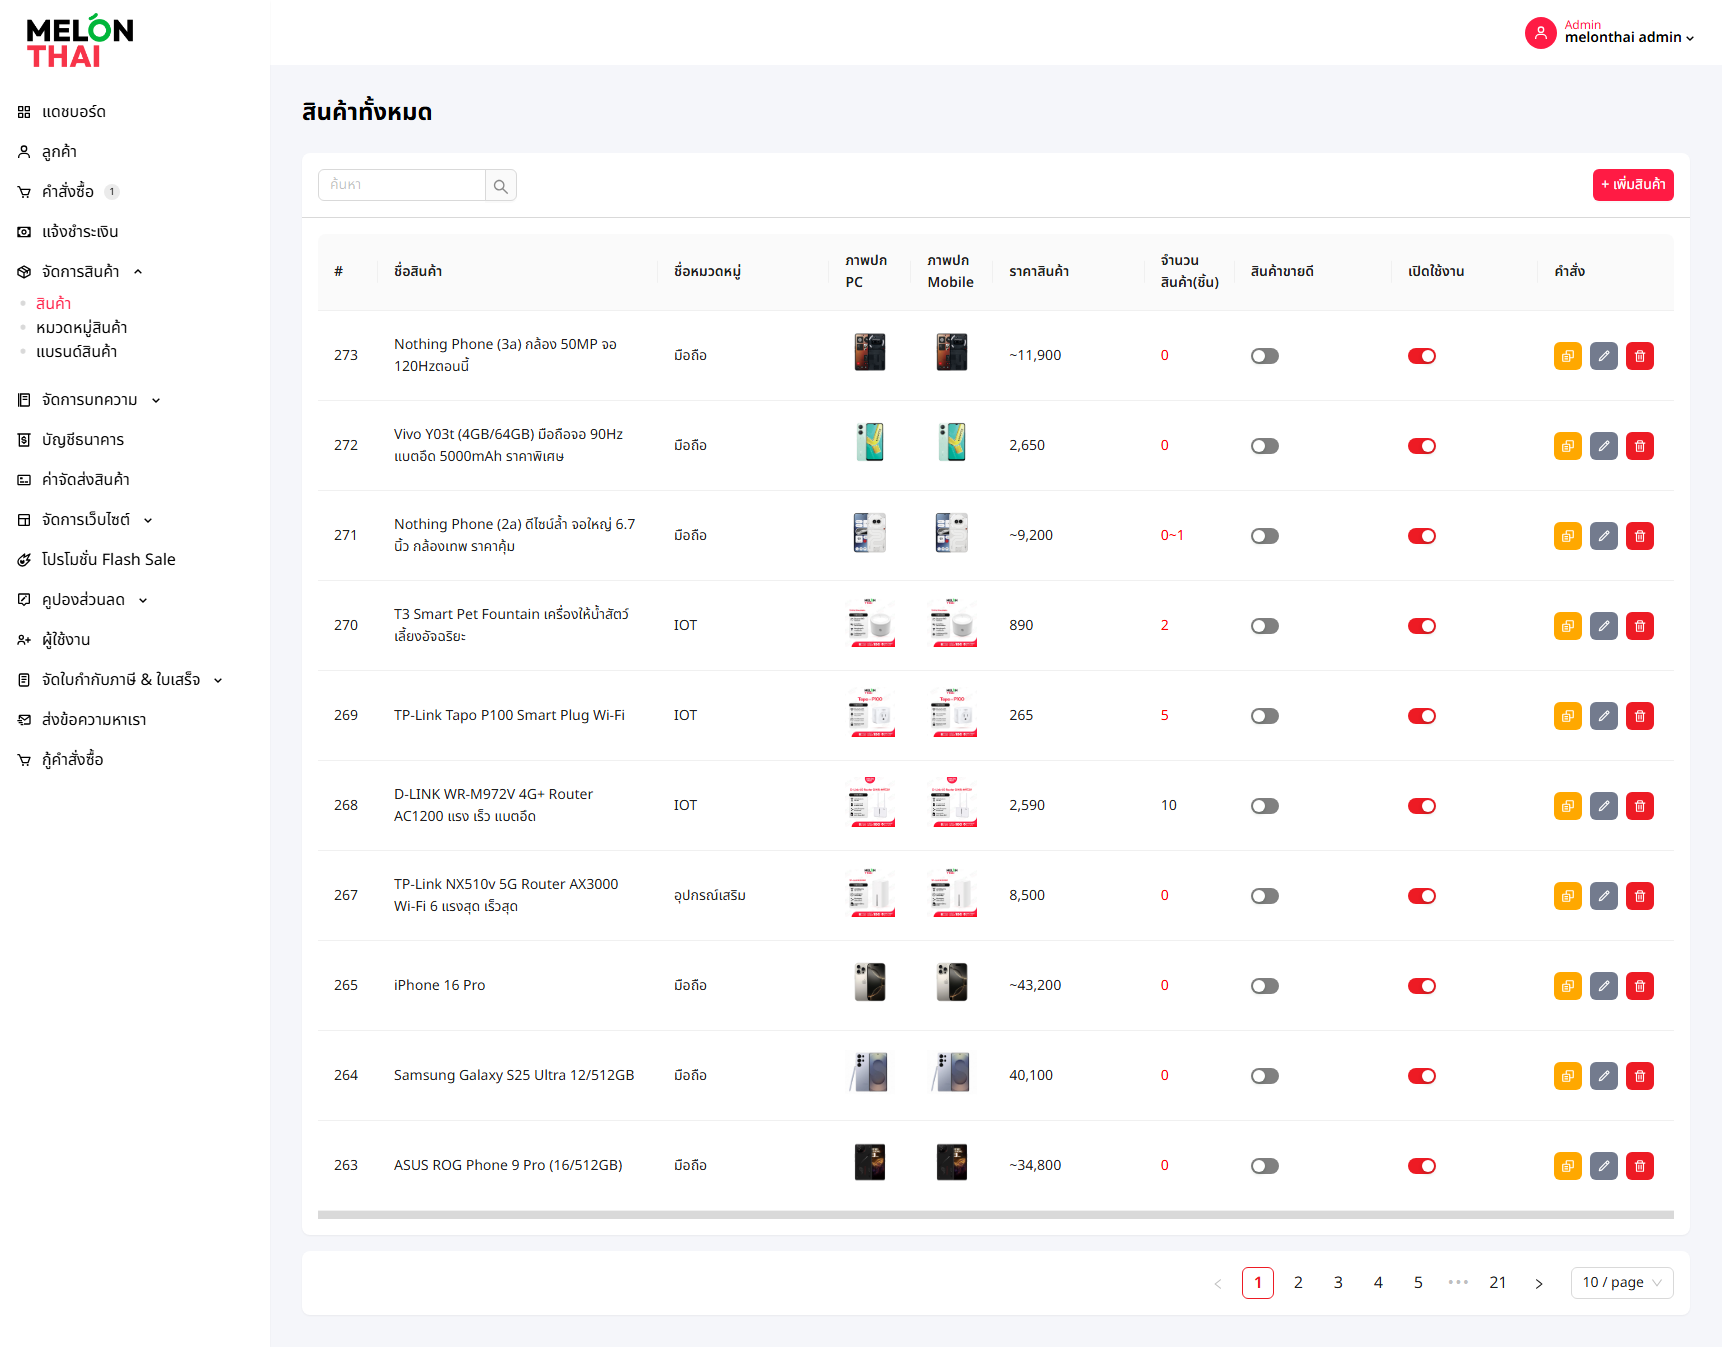 MELON
THAI
Admin
melonthai admin
แดชบอร์ด
ลูกค้า
คำสั่งซื้อ 1
แจ้งชำระเงิน
จัดการสินค้า
สินค้า
หมวดหมู่สินค้า
แบรนด์สินค้า
จัดการบทความ
บัญชีธนาคาร
ค่าจัดส่งสินค้า
จัดการเว็บไซต์
โปรโมชั่น Flash Sale
คูปองส่วนลด
ผู้ใช้งาน
จัดใบกำกับภาษี & ใบเสร็จ
ส่งข้อความหาเรา
กู้คำสั่งซื้อ
สินค้าทั้งหมด
ค้นหา
+ เพิ่มสินค้า
# ชื่อสินค้า ชื่อหมวดหมู่ ภาพปก PC ภาพปก Mobile ราคาสินค้า จำนวน สินค้า(ชิ้น) สินค้าขายดี เปิดใช้งาน คำสั่ง
273 Nothing Phone (3a) กล้อง 50MP จอ 120Hzตอนนี้ มือถือ ~11,900 0
272 Vivo Y03t (4GB/64GB) มือถือจอ 90Hz แบตอึด 5000mAh ราคาพิเศษ มือถือ 2,650 0
271 Nothing Phone (2a) ดีไซน์ล้ำ จอใหญ่ 6.7 นิ้ว กล้องเทพ ราคาคุ้ม มือถือ ~9,200 0~1
270 T3 Smart Pet Fountain เครื่องให้น้ำสัตว์ เลี้ยงอัจฉริยะ IOT 890 2
269 TP-Link Tapo P100 Smart Plug Wi-Fi IOT 265 5
268 D-LINK WR-M972V 4G+ Router AC1200 แรง เร็ว แบตอึด IOT 2,590 10
267 TP-Link NX510v 5G Router AX3000 Wi-Fi 6 แรงสุด เร็วสุด อุปกรณ์เสริม 8,500 0
265 iPhone 16 Pro มือถือ ~43,200 0
264 Samsung Galaxy S25 Ultra 12/512GB มือถือ 40,100 0
263 ASUS ROG Phone 9 Pro (16/512GB) มือถือ ~34,800 0
1 2 3 4 5 ••• 21 10 / page